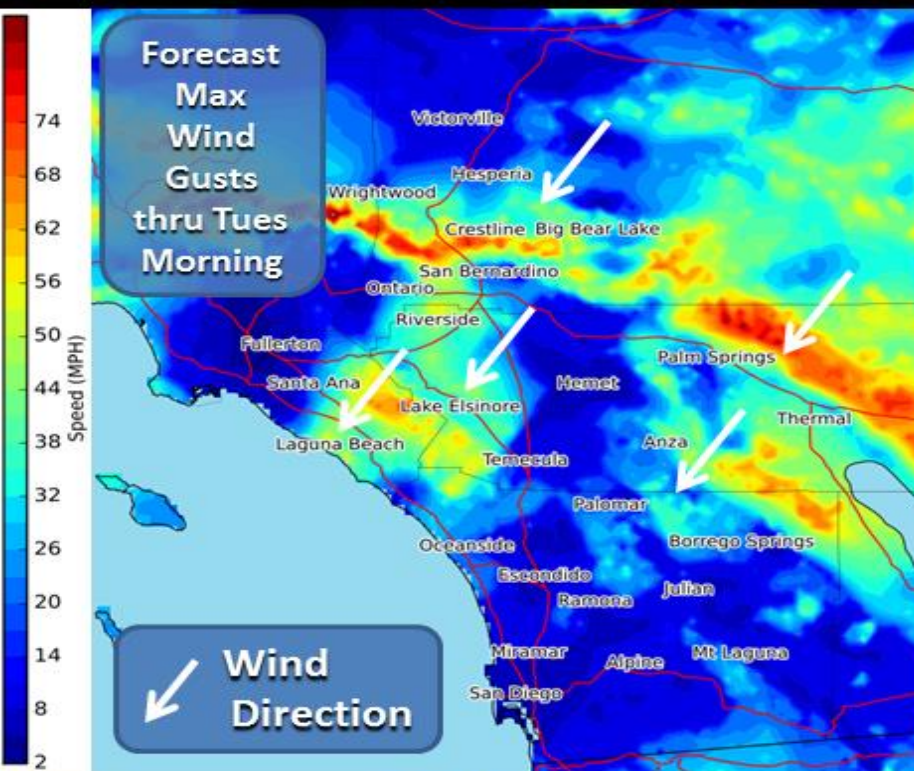 Forecast
Max
Wind
Gusts
thru Tues
Morning
74
68
62
56
50
44
38
32
26
20
14
8
2
Speed (MPH)
Victorville
Hesperia
Wrightwood
Crestline Big Bear Lake
San Bernardino
Ontario
Riverside
Fullerton
Palm Springs
Santa Ana
Hemet
Lake Elsinore
Thermal
Laguna Beach
Anza
Temecula
Palomar
Oceanside
Borrego Springs
Escondido
Julian
Ramona
Miramar
Mt Laguna
Alpine
San Diego
Wind
Direction